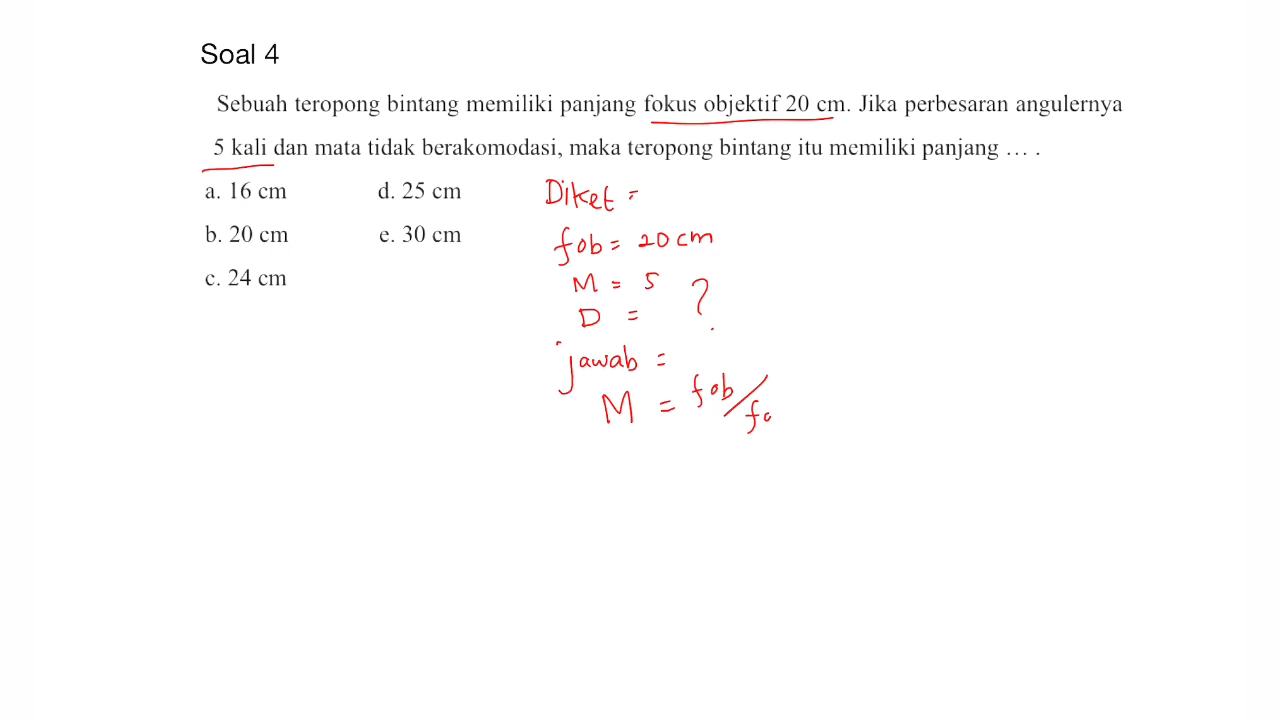 Soal 4
Sebuah teropong bintang memiliki panjang fokus objektif 20 cm. Jika perbesaran angulernya
5 kali dan mata tidak berakomodasi, maka teropong bintang itu memiliki panjang ... .
a. 16 cm
b. 20 cm
c. 24 cm
d. 25 cm
e. 30 cm
Diket =
fob = 20 cm
M = 5
D = ?
jawab =
M = fob/fo